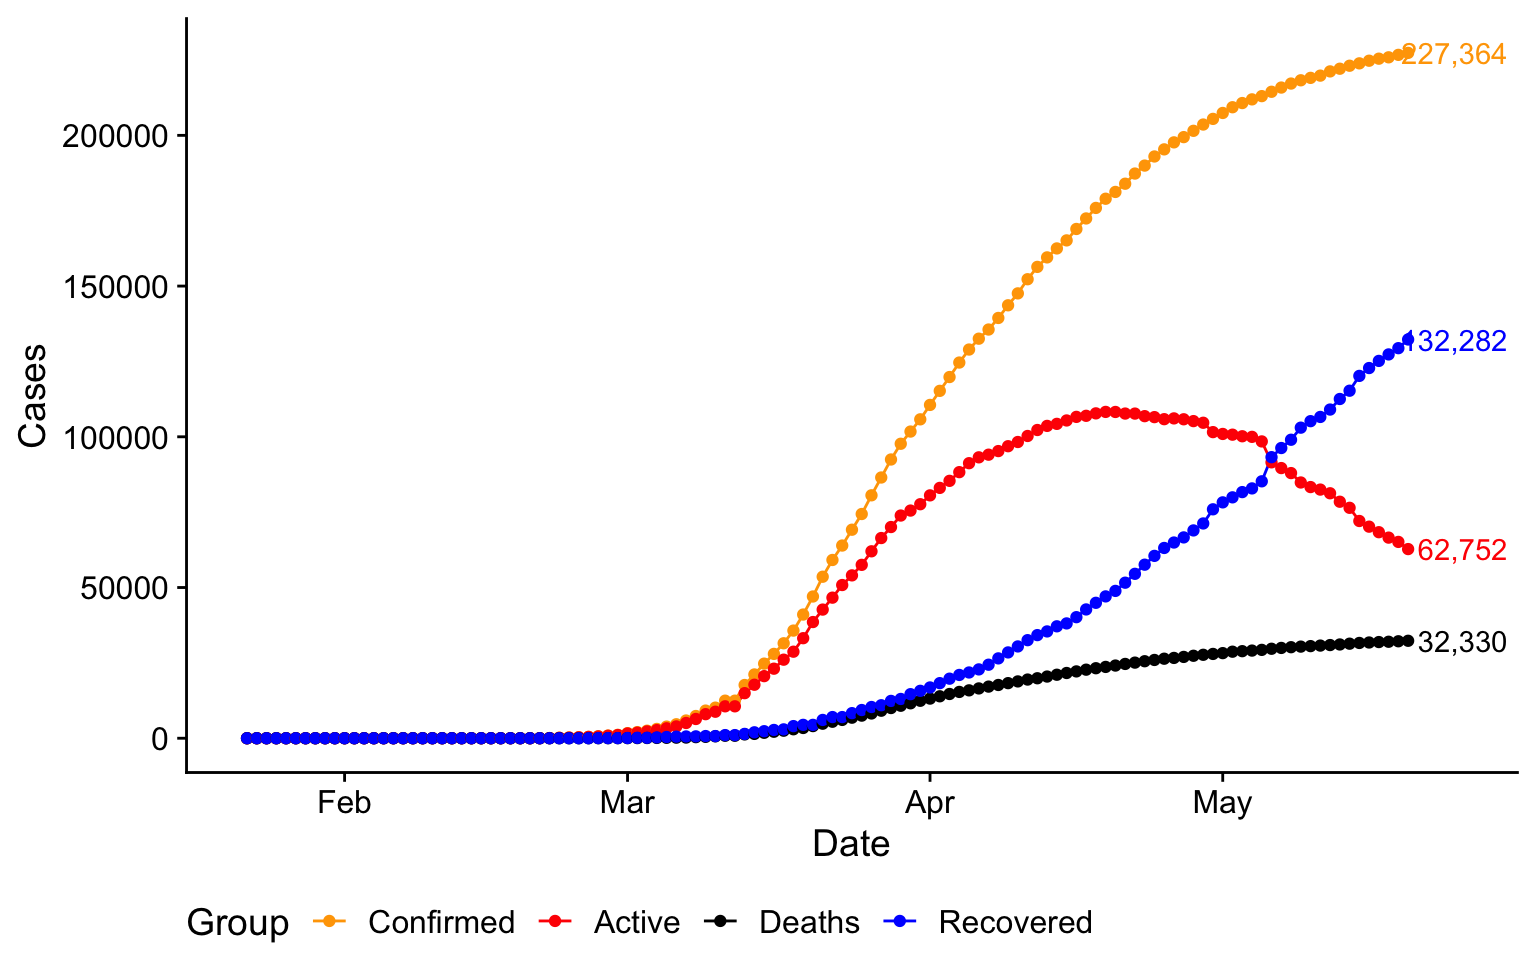 227,364
200000
150000
132,282
Cases
100000
62,752
50000
32,330
0
Feb Mar Apr May
Date
Group Confirmed Active Deaths Recovered